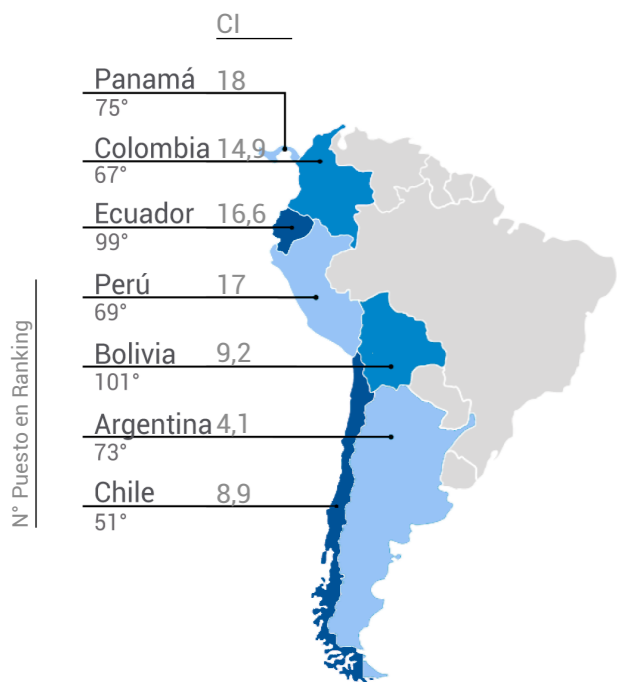 CI
Panamá 18
75°
Colombia 14,9
67°
Ecuador 16,6
99°
Perú 17
69°
Bolivia 9,2
101°
Argentina 4,1
73°
Chile 8,9
51°
N° Puesto en Ranking